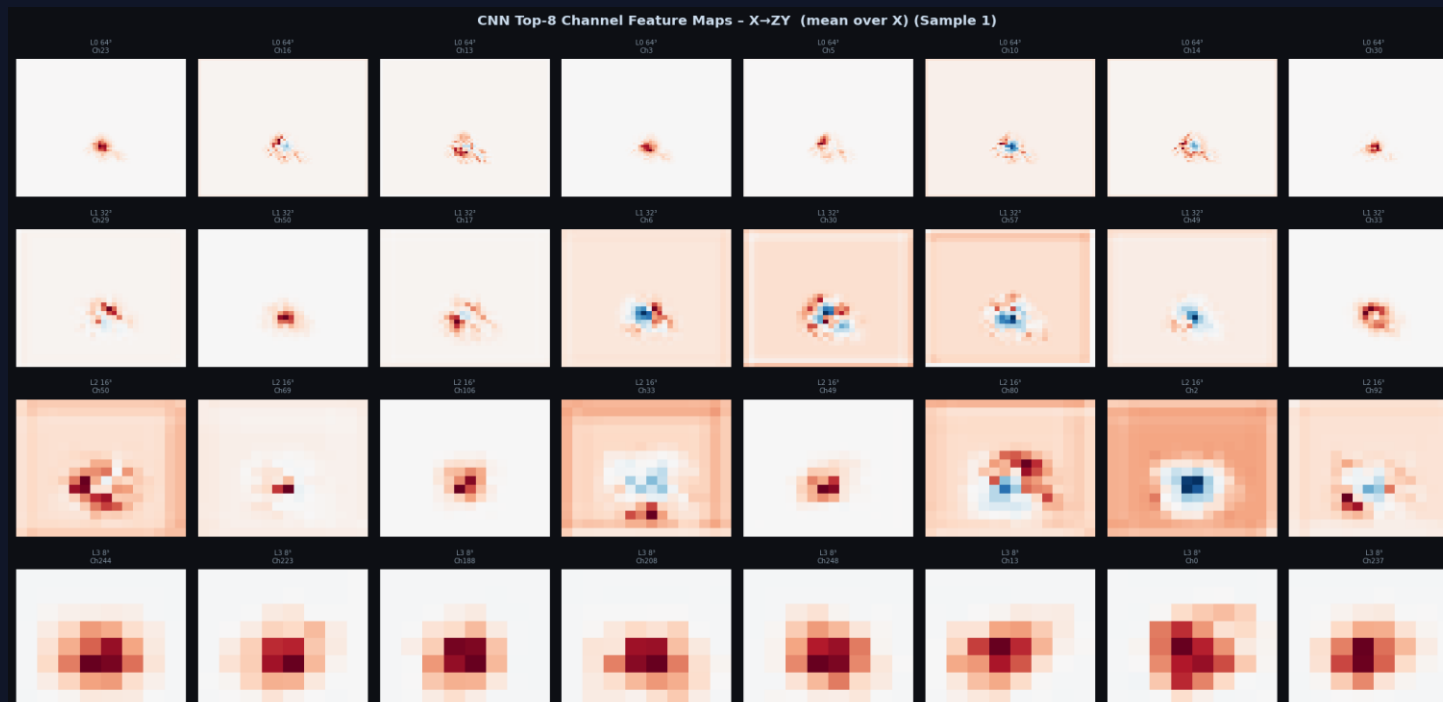 CNN Top-8 Channel Feature Maps – X→ZY (mean over X) (Sample 1)
L0 64³ L0 64³ L0 64³ L0 64³ L0 64³ L0 64³ L0 64³ L0 64³
Ch23 Ch16 Ch13 Ch3 Ch5 Ch10 Ch14 Ch30
L1 32³ L1 32³ L1 32³ L1 32³ L1 32³ L1 32³ L1 32³ L1 32³
Ch29 Ch50 Ch17 Ch6 Ch30 Ch57 Ch49 Ch33
L2 16³ L2 16³ L2 16³ L2 16³ L2 16³ L2 16³ L2 16³ L2 16³
Ch50 Ch69 Ch106 Ch33 Ch49 Ch80 Ch2 Ch92
L3 8³ L3 8³ L3 8³ L3 8³ L3 8³ L3 8³ L3 8³ L3 8³
Ch244 Ch223 Ch188 Ch208 Ch248 Ch13 Ch0 Ch237